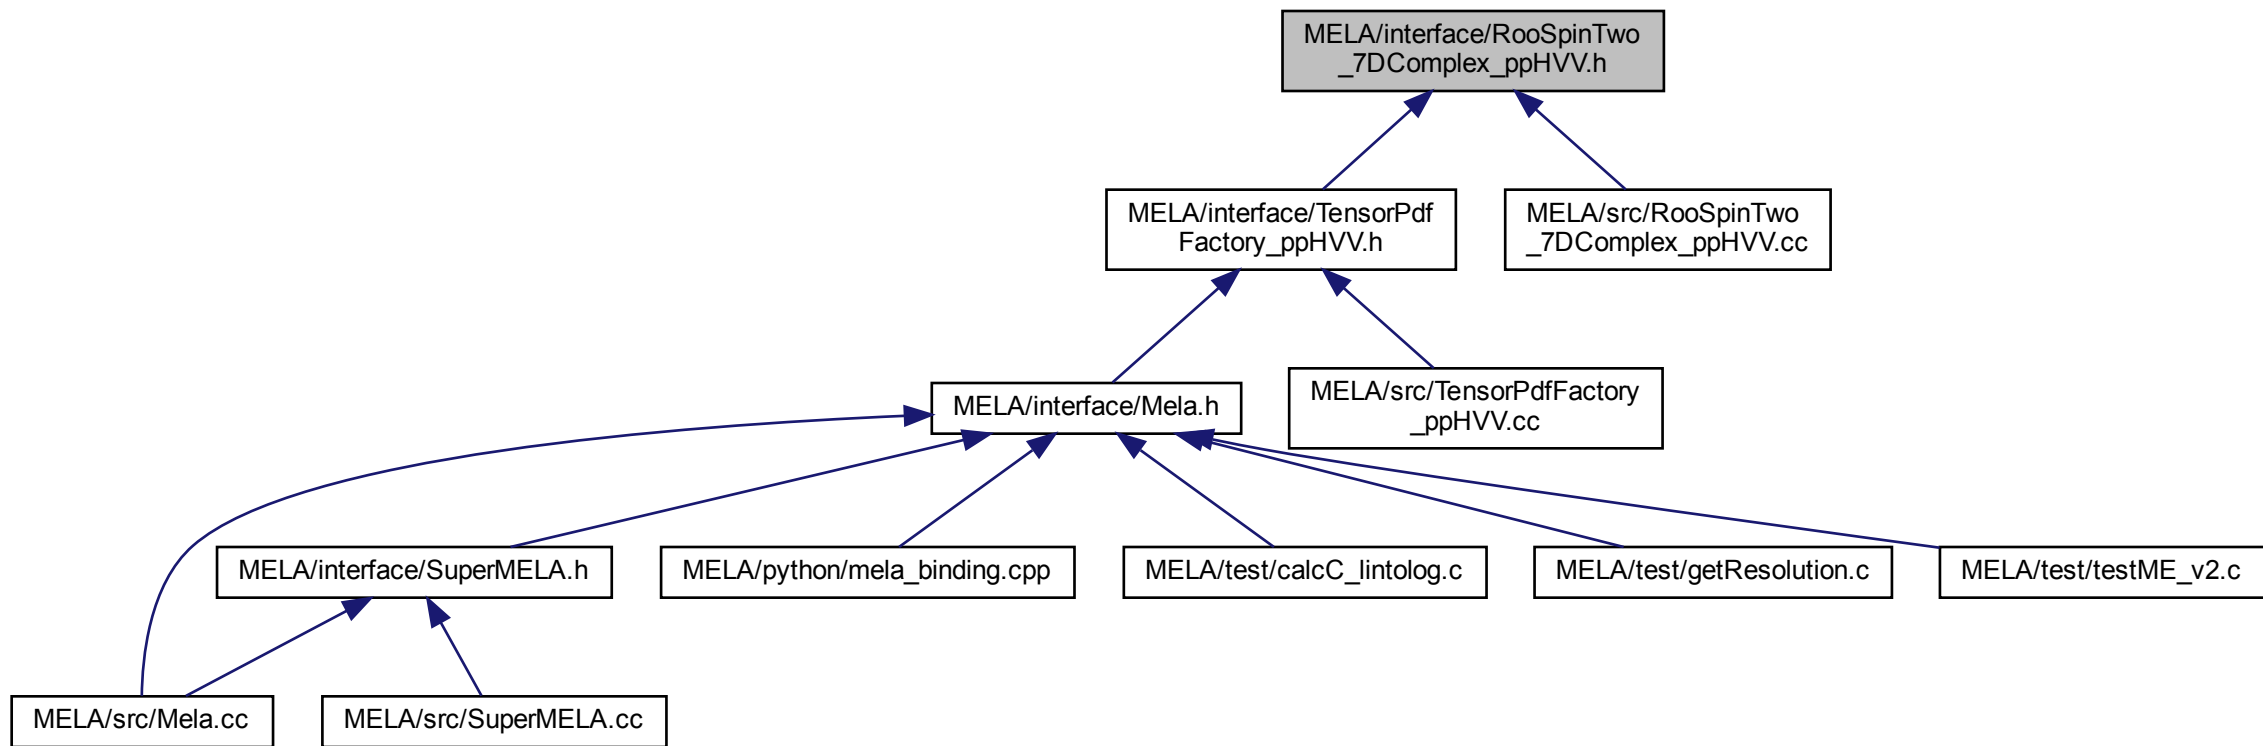 MELA/interface/RooSpinTwo
_7DComplex_ppHVV.h
MELA/interface/TensorPdf
Factory_ppHVV.h
MELA/src/RooSpinTwo
_7DComplex_ppHVV.cc
MELA/interface/Mela.h
MELA/src/TensorPdfFactory
_ppHVV.cc
MELA/interface/SuperMELA.h
MELA/python/mela_binding.cpp
MELA/test/calcC_lintolog.c
MELA/test/getResolution.c
MELA/test/testME_v2.c
MELA/src/Mela.cc
MELA/src/SuperMELA.cc